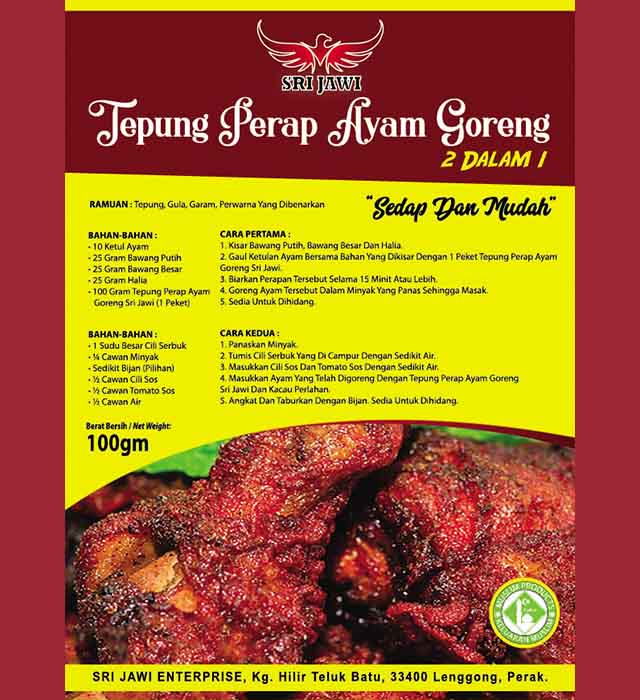 SRI JAWI
Tepung Perap Ayam Goreng
2 DALAM 1
RAMUAN : Tepung, Gula, Garam, Perwarna Yang Dibenarkan
"Sedap Dan Mudah"
BAHAN-BAHAN :
• 10 Ketul Ayam
• 25 Gram Bawang Putih
• 25 Gram Bawang Besar
• 25 Gram Halia
• 100 Gram Tepung Perap Ayam
Goreng Sri Jawi (1 Peket)
CARA PERTAMA :
1. Kisar Bawang Putih, Bawang Besar Dan Halia.
2. Gaul Ketulan Ayam Bersama Bahan Yang Dikisar Dengan 1 Peket Tepung Perap Ayam
Goreng Sri Jawi.
3. Biarkan Perapan Tersebut Selama 15 Minit Atau Lebih.
4. Goreng Ayam Tersebut Dalam Minyak Yang Panas Sehingga Masak.
5. Sedia Untuk Dihidang.
BAHAN-BAHAN :
• 1 Sudu Besar Cili Serbuk
• ¼ Cawan Minyak
• Sedikit Bijan (Pilihan)
• ½ Cawan Cili Sos
• ½ Cawan Tomato Sos
• ½ Cawan Air
CARA KEDUA :
1. Panaskan Minyak.
2. Tumis Cili Serbuk Yang Di Campur Dengan Sedikit Air.
3. Masukkan Cili Sos Dan Tomato Sos Dengan Sedikit Air.
4. Masukkan Ayam Yang Telah Digoreng Dengan Tepung Perap Ayam Goreng
Sri Jawi Dan Kacau Perlahan.
5. Angkat Dan Taburkan Dengan Bijan. Sedia Untuk Dihidang.
Berat Bersih / Net Weight:
100gm
MUSLIM PRODUCTS
KELUARAN MUSLIM
SRI JAWI ENTERPRISE, Kg. Hilir Teluk Batu, 33400 Lenggong, Perak.